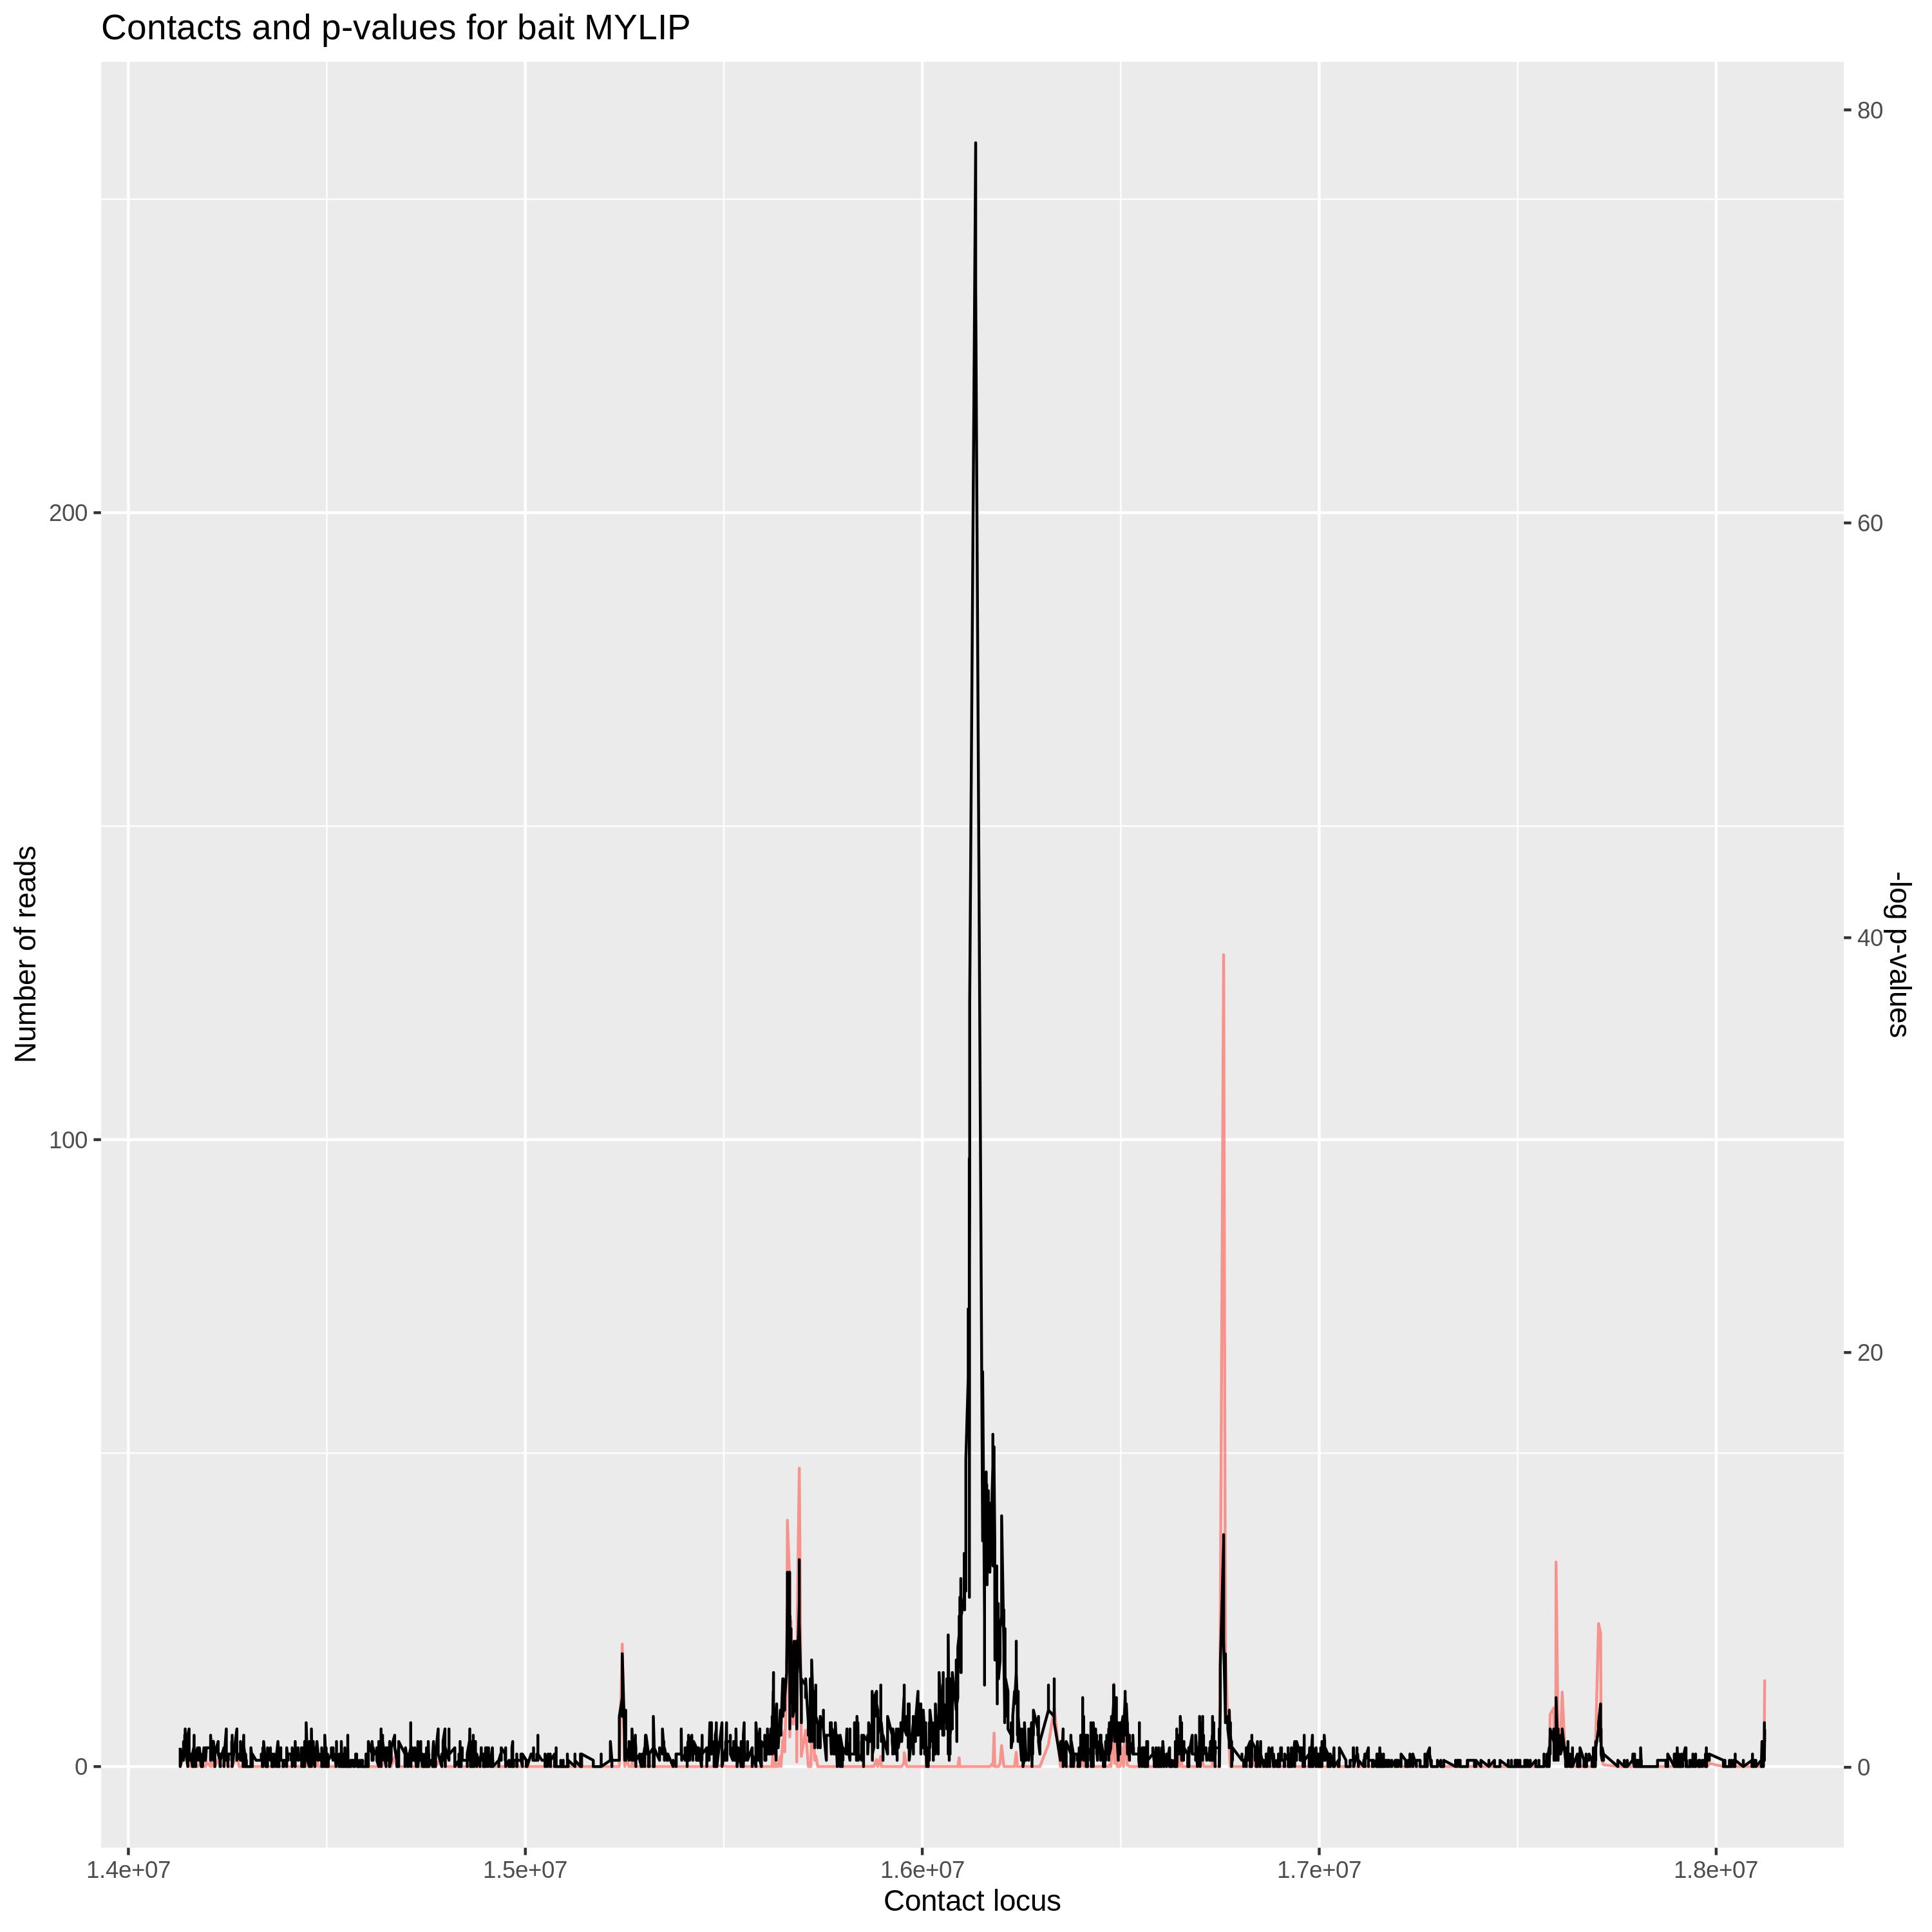 Contacts and p-values for bait MYLIP
Number of reads
200
100
0
80
60
40
20
0
-log p-values
1.4e+07
1.5e+07
1.6e+07
1.7e+07
1.8e+07
Contact locus